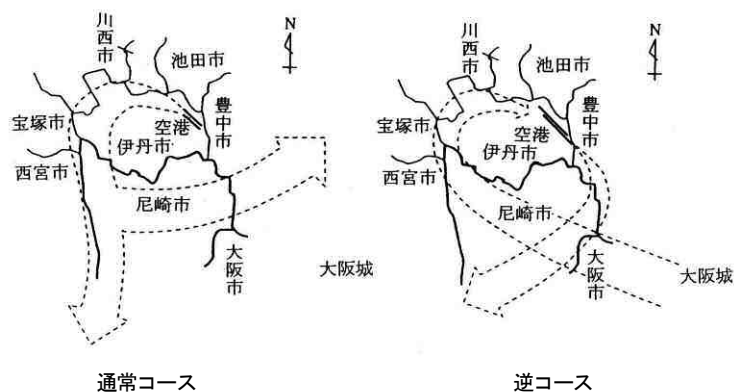 N
川西市
池田市
宝塚市
空港
豊中市
伊丹市
西宮市
尼崎市
大阪市
大阪城
通常コース
N
川西市
池田市
宝塚市
空港
豊中市
伊丹市
西宮市
尼崎市
大阪市
大阪城
逆コース